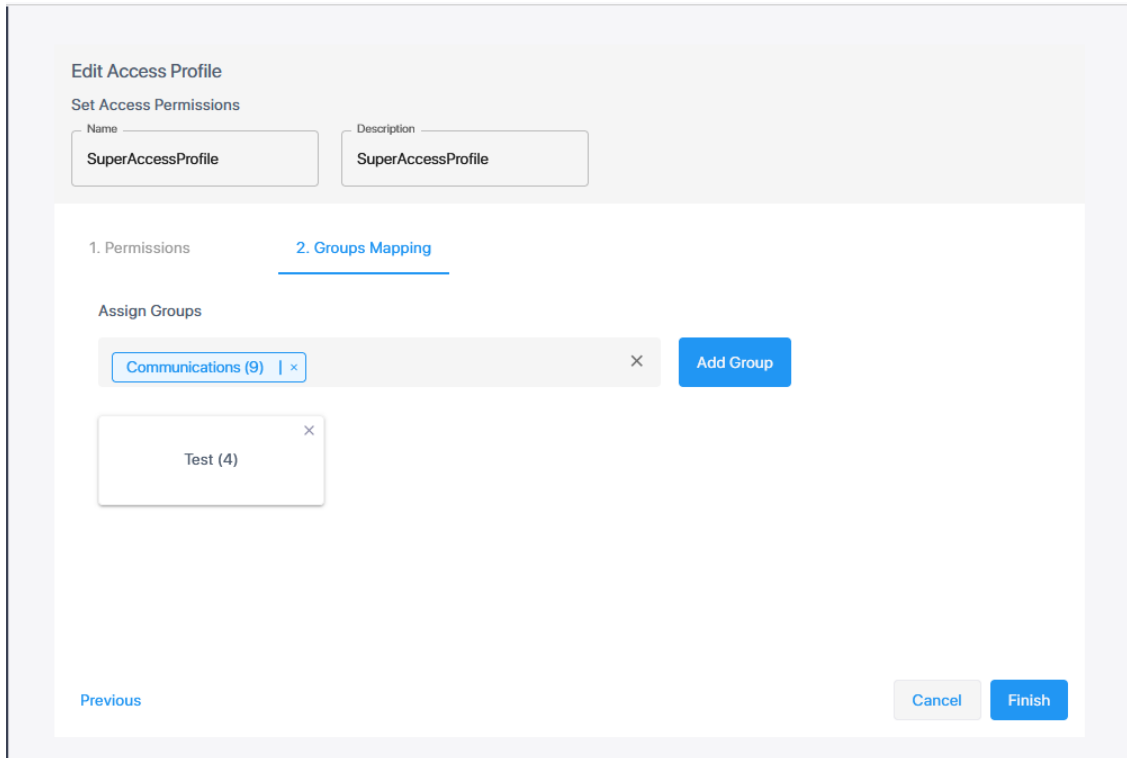 Edit Access Profile
Set Access Permissions
Name
Description
SuperAccessProfile
SuperAccessProfile
1. Permissions
2. Groups Mapping
Assign Groups
Communications (9) | ×
Add Group
Test (4)
Previous
Cancel
Finish